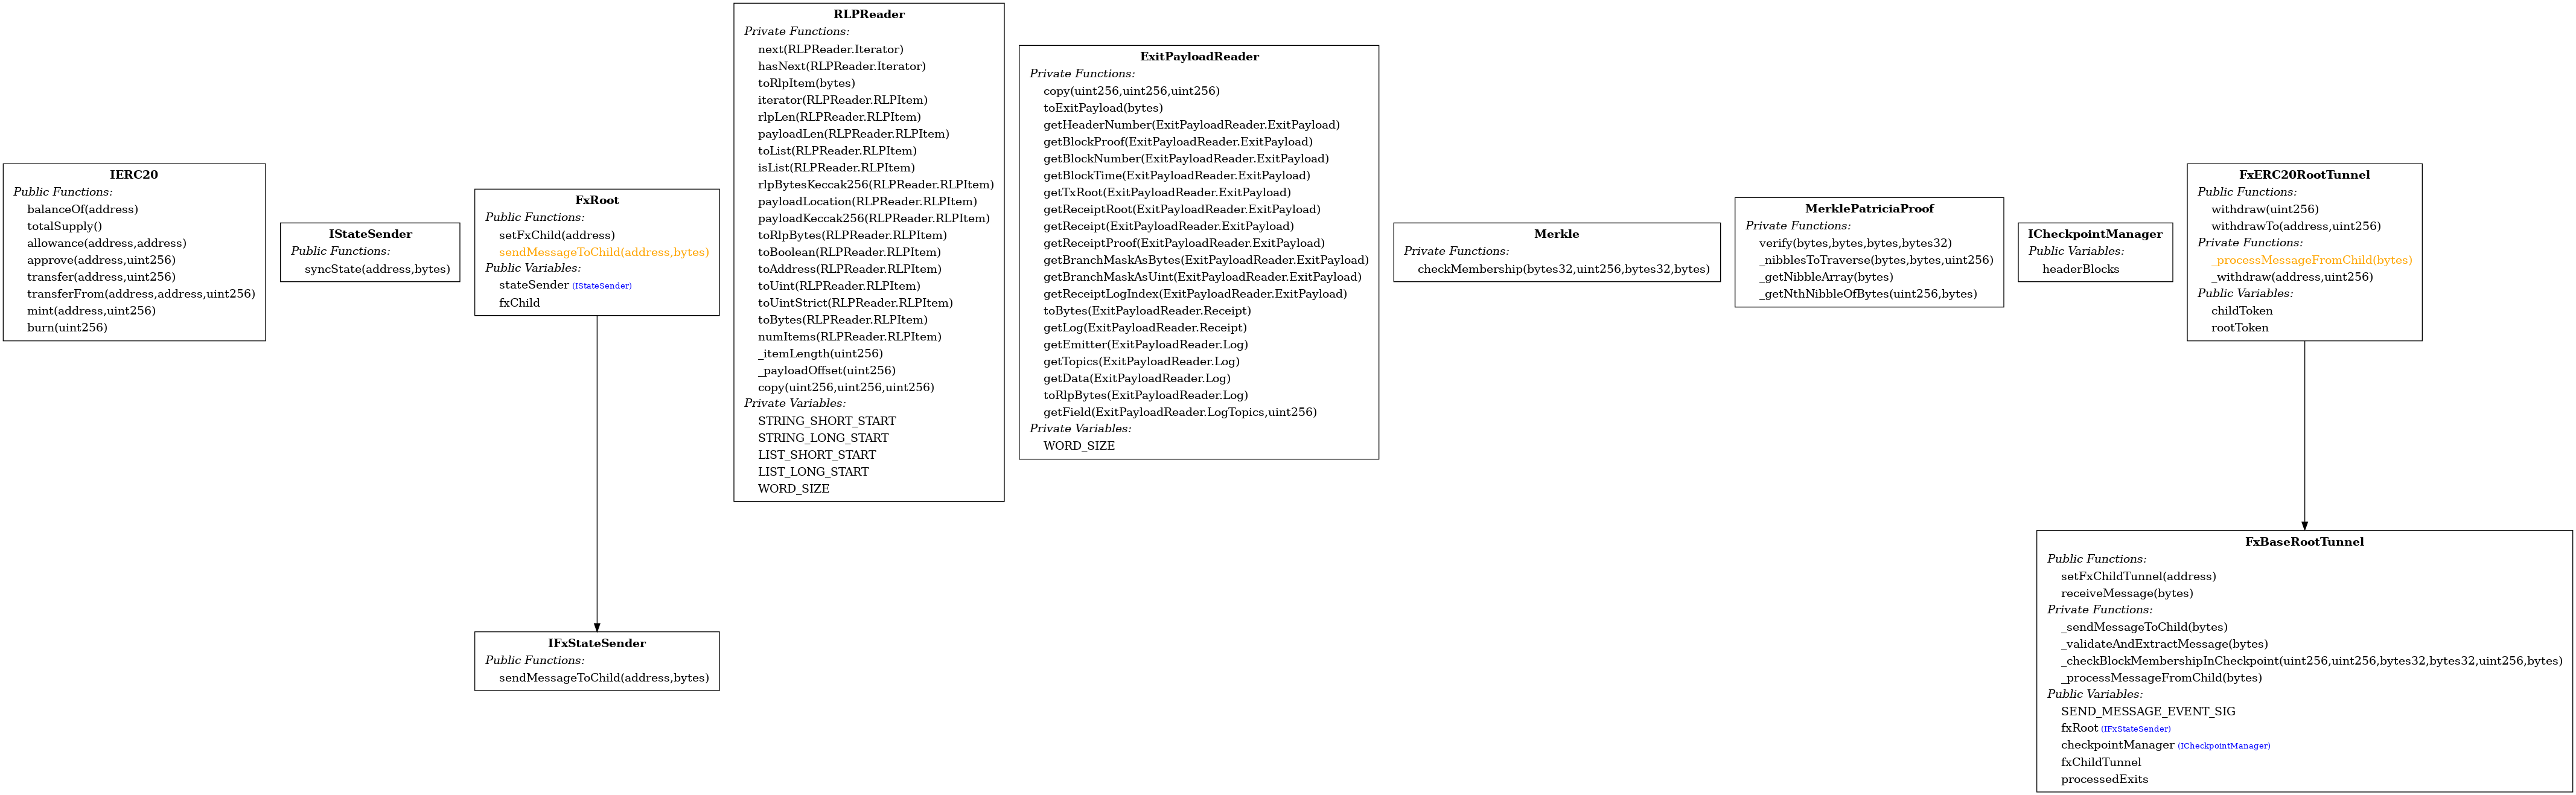 IERC20
Public Functions:
balanceOf(address)
totalSupply()
allowance(address,address)
approve(address,uint256)
transfer(address,uint256)
transferFrom(address,address,uint256)
mint(address,uint256)
burn(uint256)
IStateSender
Public Functions:
syncState(address,bytes)
FxRoot
Public Functions:
setFxChild(address)
sendMessageToChild(address,bytes)
Public Variables:
stateSender (IStateSender)
fxChild
RLPReader
Private Functions:
next(RLPReader.Iterator)
hasNext(RLPReader.Iterator)
toRlpItem(bytes)
iterator(RLPReader.RLPItem)
rlpLen(RLPReader.RLPItem)
payloadLen(RLPReader.RLPItem)
toList(RLPReader.RLPItem)
isList(RLPReader.RLPItem)
rlpBytesKeccak256(RLPReader.RLPItem)
payloadLocation(RLPReader.RLPItem)
payloadKeccak256(RLPReader.RLPItem)
toRlpBytes(RLPReader.RLPItem)
toBoolean(RLPReader.RLPItem)
toAddress(RLPReader.RLPItem)
toUint(RLPReader.RLPItem)
toUintStrict(RLPReader.RLPItem)
toBytes(RLPReader.RLPItem)
numItems(RLPReader.RLPItem)
_itemLength(uint256)
_payloadOffset(uint256)
copy(uint256,uint256,uint256)
Private Variables:
STRING_SHORT_START
STRING_LONG_START
LIST_SHORT_START
LIST_LONG_START
WORD_SIZE
ExitPayloadReader
Private Functions:
copy(uint256,uint256,uint256)
toExitPayload(bytes)
getHeaderNumber(ExitPayloadReader.ExitPayload)
getBlockProof(ExitPayloadReader.ExitPayload)
getBlockNumber(ExitPayloadReader.ExitPayload)
getBlockTime(ExitPayloadReader.ExitPayload)
getTxRoot(ExitPayloadReader.ExitPayload)
getReceiptRoot(ExitPayloadReader.ExitPayload)
getReceipt(ExitPayloadReader.ExitPayload)
getReceiptProof(ExitPayloadReader.ExitPayload)
getBranchMaskAsBytes(ExitPayloadReader.ExitPayload)
getBranchMaskAsUint(ExitPayloadReader.ExitPayload)
getReceiptLogIndex(ExitPayloadReader.ExitPayload)
toBytes(ExitPayloadReader.Receipt)
getLog(ExitPayloadReader.Receipt)
getEmitter(ExitPayloadReader.Log)
getTopics(ExitPayloadReader.Log)
getData(ExitPayloadReader.Log)
toRlpBytes(ExitPayloadReader.Log)
getField(ExitPayloadReader.LogTopics,uint256)
Private Variables:
WORD_SIZE
Merkle
Private Functions:
checkMembership(bytes32,uint256,bytes32,bytes)
MerklePatriciaProof
Private Functions:
verify(bytes,bytes,bytes,bytes32)
_nibblesToTraverse(bytes,bytes,uint256)
_getNibbleArray(bytes)
_getNthNibbleOfBytes(uint256,bytes)
ICheckpointManager
Public Variables:
headerBlocks
FxERC20RootTunnel
Public Functions:
withdraw(uint256)
withdrawTo(address,uint256)
Private Functions:
_processMessageFromChild(bytes)
_withdraw(address,uint256)
Public Variables:
childToken
rootToken
IFxStateSender
Public Functions:
sendMessageToChild(address,bytes)
FxBaseRootTunnel
Public Functions:
setFxChildTunnel(address)
receiveMessage(bytes)
Private Functions:
_sendMessageToChild(bytes)
_validateAndExtractMessage(bytes)
_checkBlockMembershipInCheckpoint(uint256,uint256,bytes32,bytes32,uint256,bytes)
_processMessageFromChild(bytes)
Public Variables:
SEND_MESSAGE_EVENT_SIG
fxRoot (IFxStateSender)
checkpointManager (ICheckpointManager)
fxChildTunnel
processedExits